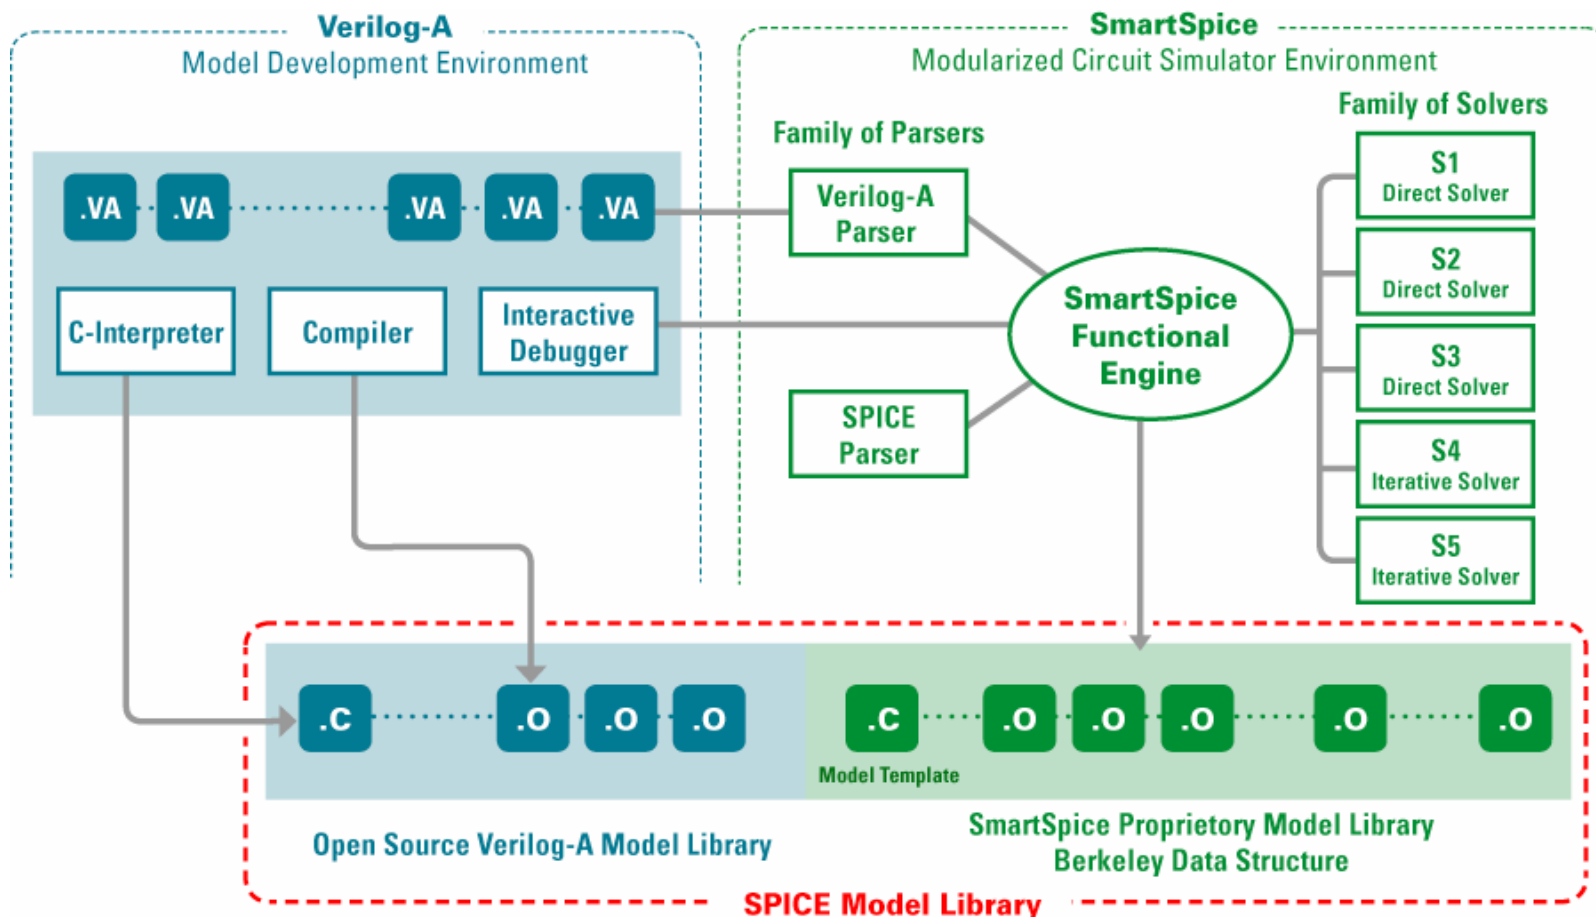 Verilog-A
Model Development Environment
SmartSpice
Modularized Circuit Simulator Environment
Family of Parsers
Family of Solvers
.VA
.VA
.VA
.VA
.VA
Verilog-A
Parser
S1
Direct Solver
S2
Direct Solver
C-Interpreter
Compiler
Interactive
Debugger
SmartSpice
Functional
Engine
S3
Direct Solver
SPICE
Parser
S4
Iterative Solver
S5
Iterative Solver
.C
.O
.O
.O
.C
.O
.O
.O
.O
.O
Model Template
Open Source Verilog-A Model Library
SmartSpice Proprietory Model Library
Berkeley Data Structure
SPICE Model Library